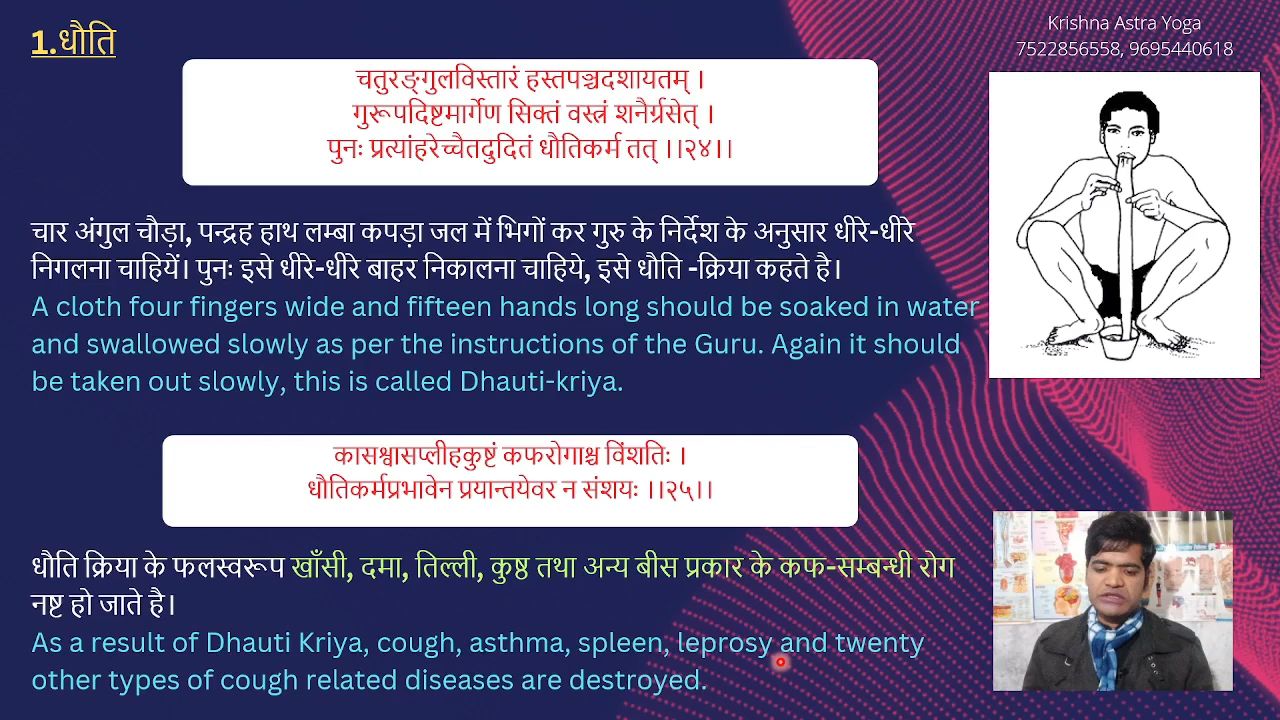 1.धौति
Krishna Astra Yoga
7522856558, 9695440618
चतुरङ्गुलविस्तारं हस्तपञ्चदशायतम् ।
गुरूपदिष्टमार्गेण सिक्तं वस्त्रं शनैर्ग्रसेत् ।
पुनः प्रत्यांहरेच्चैतदुदितं धौतिकर्म तत् ।।२४।।
चार अंगुल चौड़ा, पन्द्रह हाथ लम्बा कपड़ा जल में भिगों कर गुरु के निर्देश के अनुसार धीरे-धीरे
निगलना चाहियें। पुनः इसे धीरे-धीरे बाहर निकालना चाहिये, इसे धौति -क्रिया कहते है।
A cloth four fingers wide and fifteen hands long should be soaked in water
and swallowed slowly as per the instructions of the Guru. Again it should
be taken out slowly, this is called Dhauti-kriya.
कासश्वासप्लीहकुष्टं कफरोगाश्च विंशतिः ।
धौतिकर्मप्रभावेन प्रयान्तयेवर न संशयः ।।२५।।
धौति क्रिया के फलस्वरूप खाँसी, दमा, तिल्ली, कुष्ठ तथा अन्य बीस प्रकार के कफ-सम्बन्धी रोग
नष्ट हो जाते है।
As a result of Dhauti Kriya, cough, asthma, spleen, leprosy and twenty
other types of cough related diseases are destroyed.